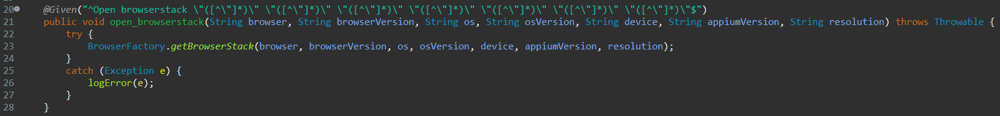 20 @Given("^Open browserstack \"([^\"]*)\" \"([^\"]*)\" \"([^\"]*)\" \"([^\"]*)\" \"([^\"]*)\" \"([^\"]*)\" \"([^\"]*)\"$")
21 public void open_browserstack(String browser, String browserVersion, String os, String osVersion, String device, String appiumVersion, String resolution) throws Throwable {
22 try {
23 BrowserFactory.getBrowserStack(browser, browserVersion, os, osVersion, device, appiumVersion, resolution);
24 }
25 catch (Exception e) {
26 logError(e);
27 }
28 }